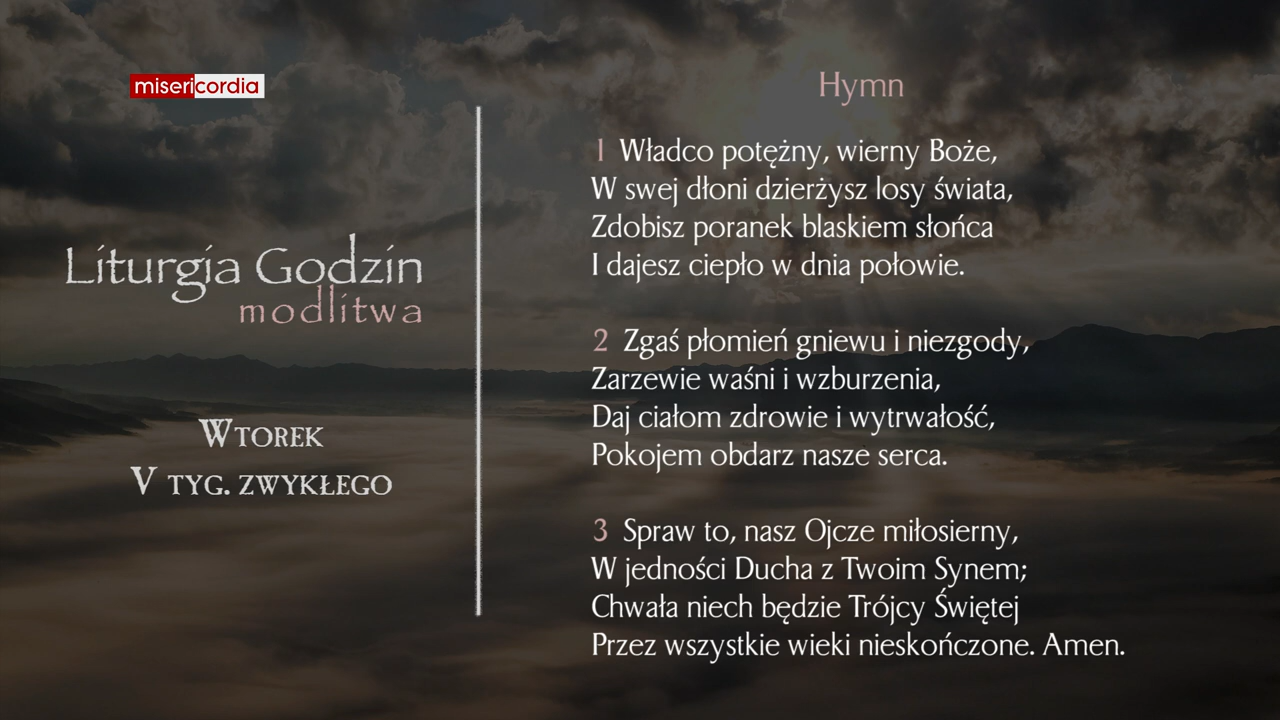 misericordia
Liturgia Godzin
modlitwa
Wtorek
V tyg. zwykłego
Hymn
1 Władco potężny, wierny Boże,
W swej dłoni dzierżysz losy świata,
Zdobisz poranek blaskiem słońca
I dajesz ciepło w dnia połowie.
2 Zgaś płomień gniewu i niezgody,
Zarzewie waśni i wzburzenia,
Daj ciałom zdrowie i wytrwałość,
Pokojem obdarz nasze serca.
3 Spraw to, nasz Ojcze miłosierny,
W jedności Ducha z Twoim Synem;
Chwała niech będzie Trójcy Świętej
Przez wszystkie wieki nieskończone. Amen.